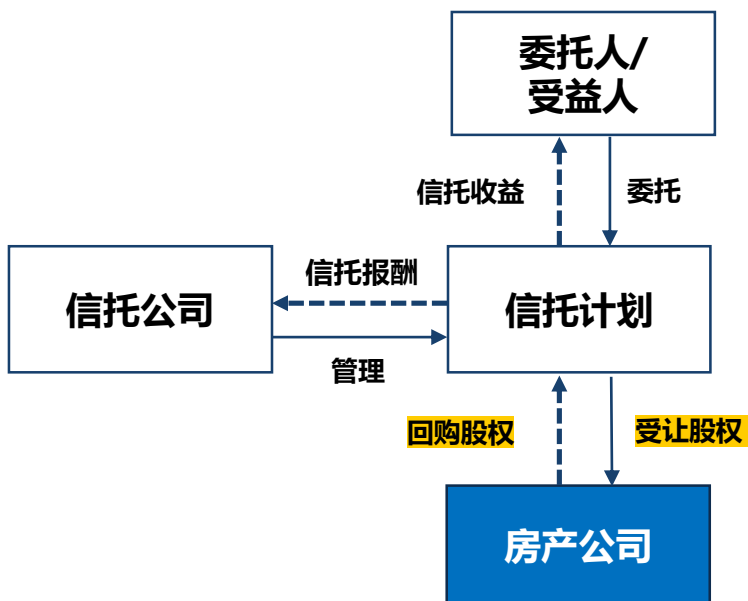 委托人/
受益人
信托收益
委托
信托公司
信托报酬
信托计划
管理
回购股权
受让股权
房产公司